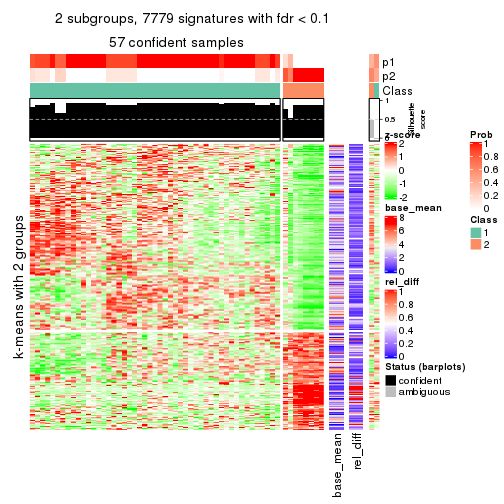 2 subgroups, 7779 signatures with fdr < 0.1
57 confident samples
p1
p2
Class
1
0.5
0
Silhouette
score
k-means with 2 groups
base_mean
rel_diff
z-score
2
1
0
-1
-2
base_mean
8
6
4
2
0
rel_diff
1
0.8
0.6
0.4
0.2
0
Status (barplots)
confident
ambiguous
Prob
1
0.8
0.6
0.4
0.2
0
Class
1
2